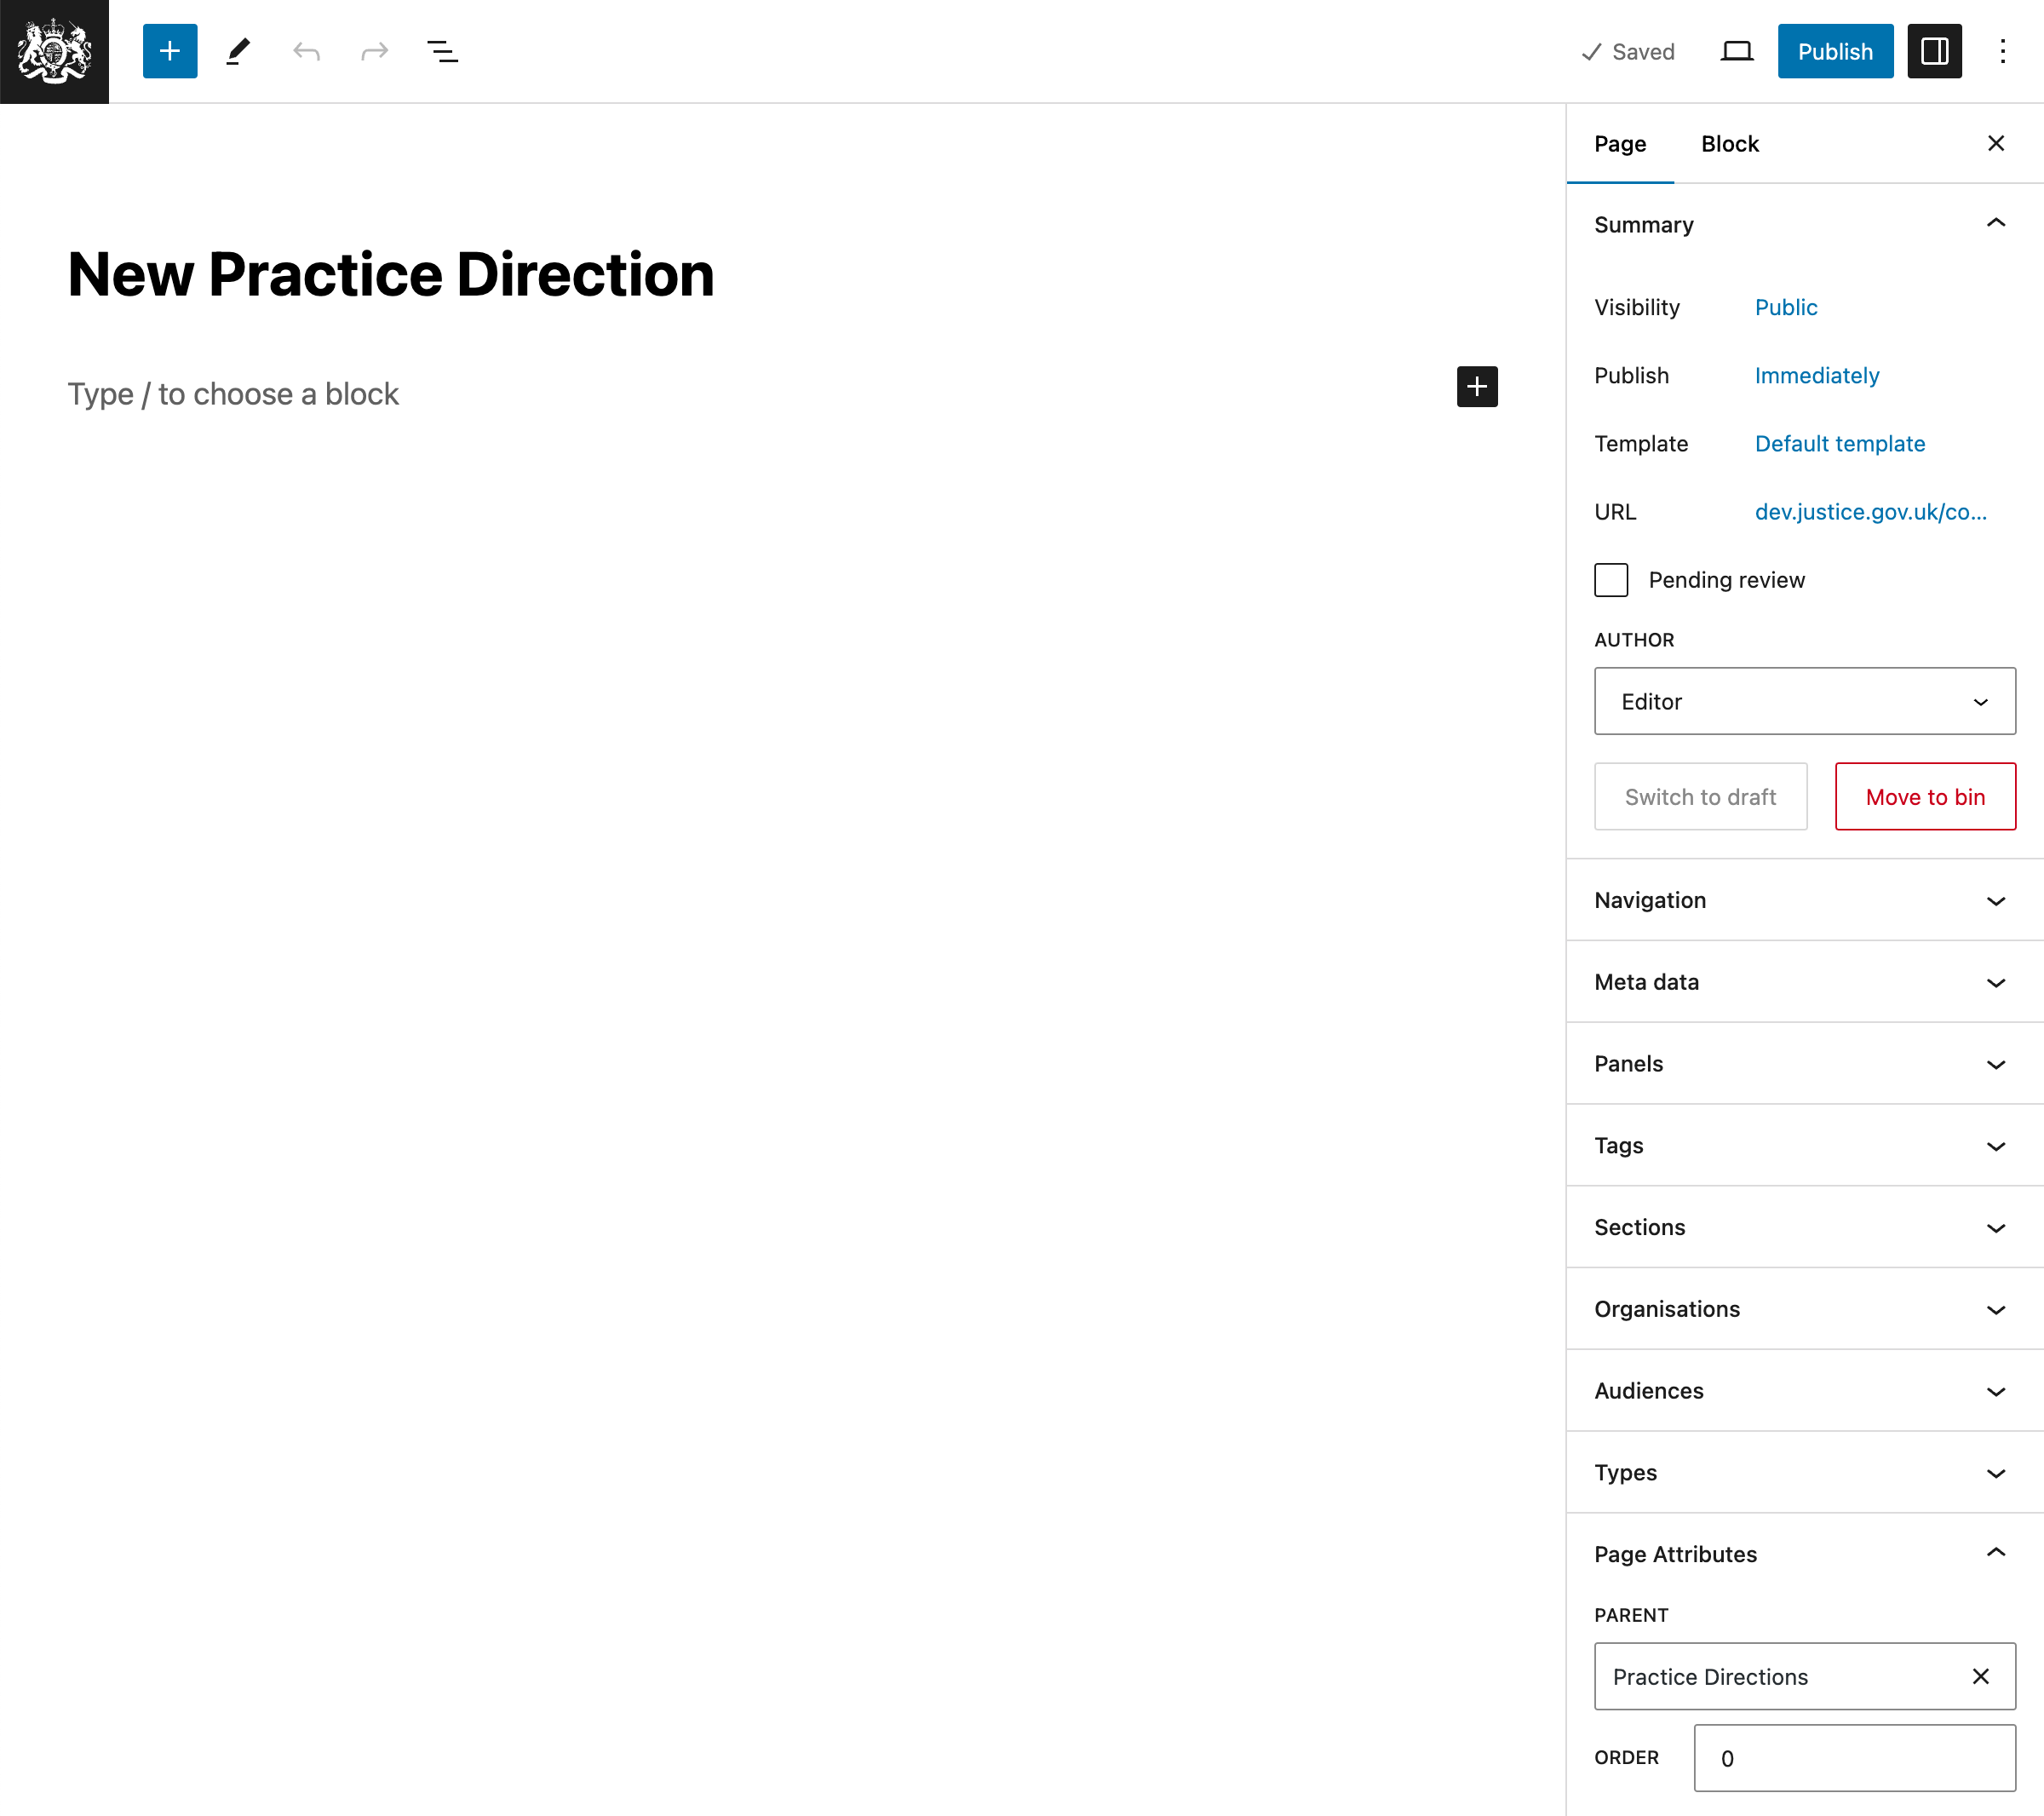 Saved
Publish
New Practice Direction
Type / to choose a block
Page Block
Summary
Visibility Public
Publish Immediately
Template Default template
URL dev.justice.gov.uk/co...
Pending review
AUTHOR
Editor
Switch to draft Move to bin
Navigation
Meta data
Panels
Tags
Sections
Organisations
Audiences
Types
Page Attributes
PARENT
Practice Directions
ORDER 0